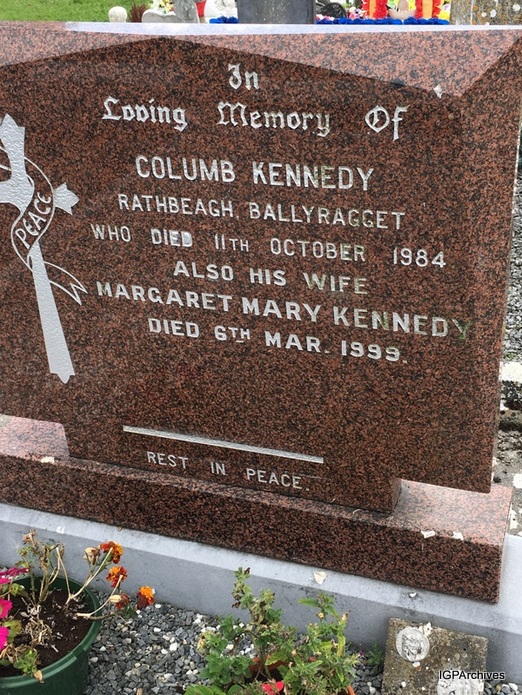 In
Loving Memory Of
COLUMB KENNEDY
RATHBEAGH, BALLYRAGGET
WHO DIED 11TH OCTOBER 1984
ALSO HIS WIFE
MARGARET MARY KENNEDY
DIED 6TH MAR. 1999.
PEACE
REST IN PEACE
IGPArchives